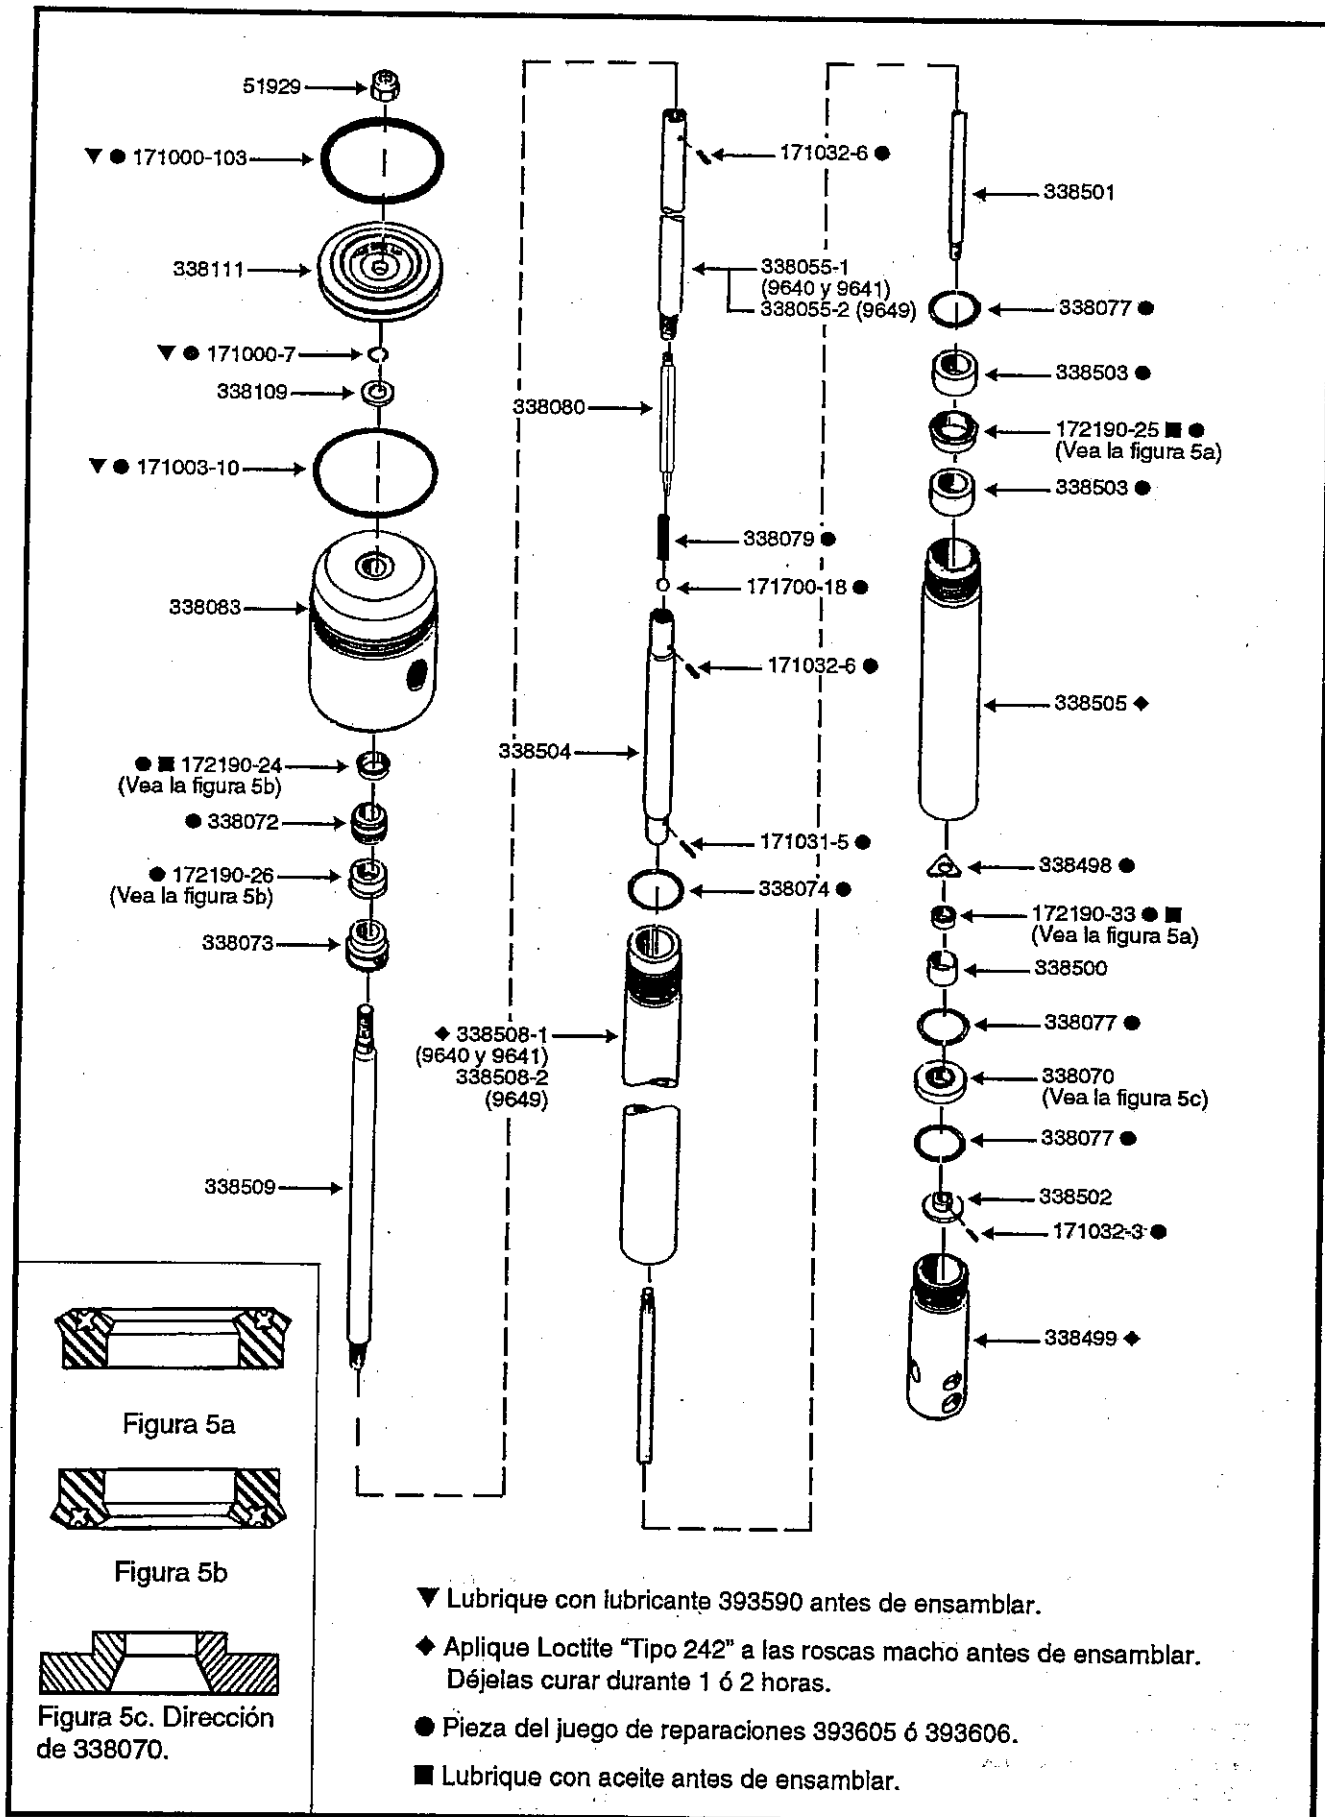 51929
▼ ● 171000-103
338111
▼ ● 171000-7
338109
▼ ● 171003-10
338083
● ■ 172190-24
(Vea la figura 5b)
● 338072
● 172190-26
(Vea la figura 5b)
338073
338509
171032-6 ●
338055-1
(9640 y 9641)
338055-2 (9649)
338080
338079 ●
171700-18 ●
171032-6 ●
338504
171031-5 ●
338074 ●
◆ 338508-1
(9640 y 9641)
338508-2
(9649)
338501
338077 ●
338503 ●
172190-25 ■ ●
(Vea la figura 5a)
338503 ●
338505 ◆
338498 ●
172190-33 ● ■
(Vea la figura 5a)
338500
338077 ●
338070
(Vea la figura 5c)
338077 ●
338502
171032-3 ●
338499 ◆
Figura 5a
Figura 5b
Figura 5c. Dirección
de 338070.
▼ Lubrique con lubricante 393590 antes de ensamblar.
◆ Aplique Loctite “Tipo 242” a las roscas macho antes de ensamblar.
Déjelas curar durante 1 ó 2 horas.
● Pieza del juego de reparaciones 393605 ó 393606.
■ Lubrique con aceite antes de ensamblar.